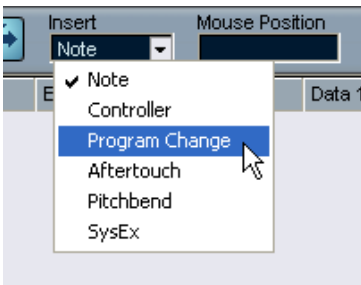 Insert Mouse Position
Note
E Data 1
Note
Controller
Program Change
Aftertouch
Pitchbend
SysEx